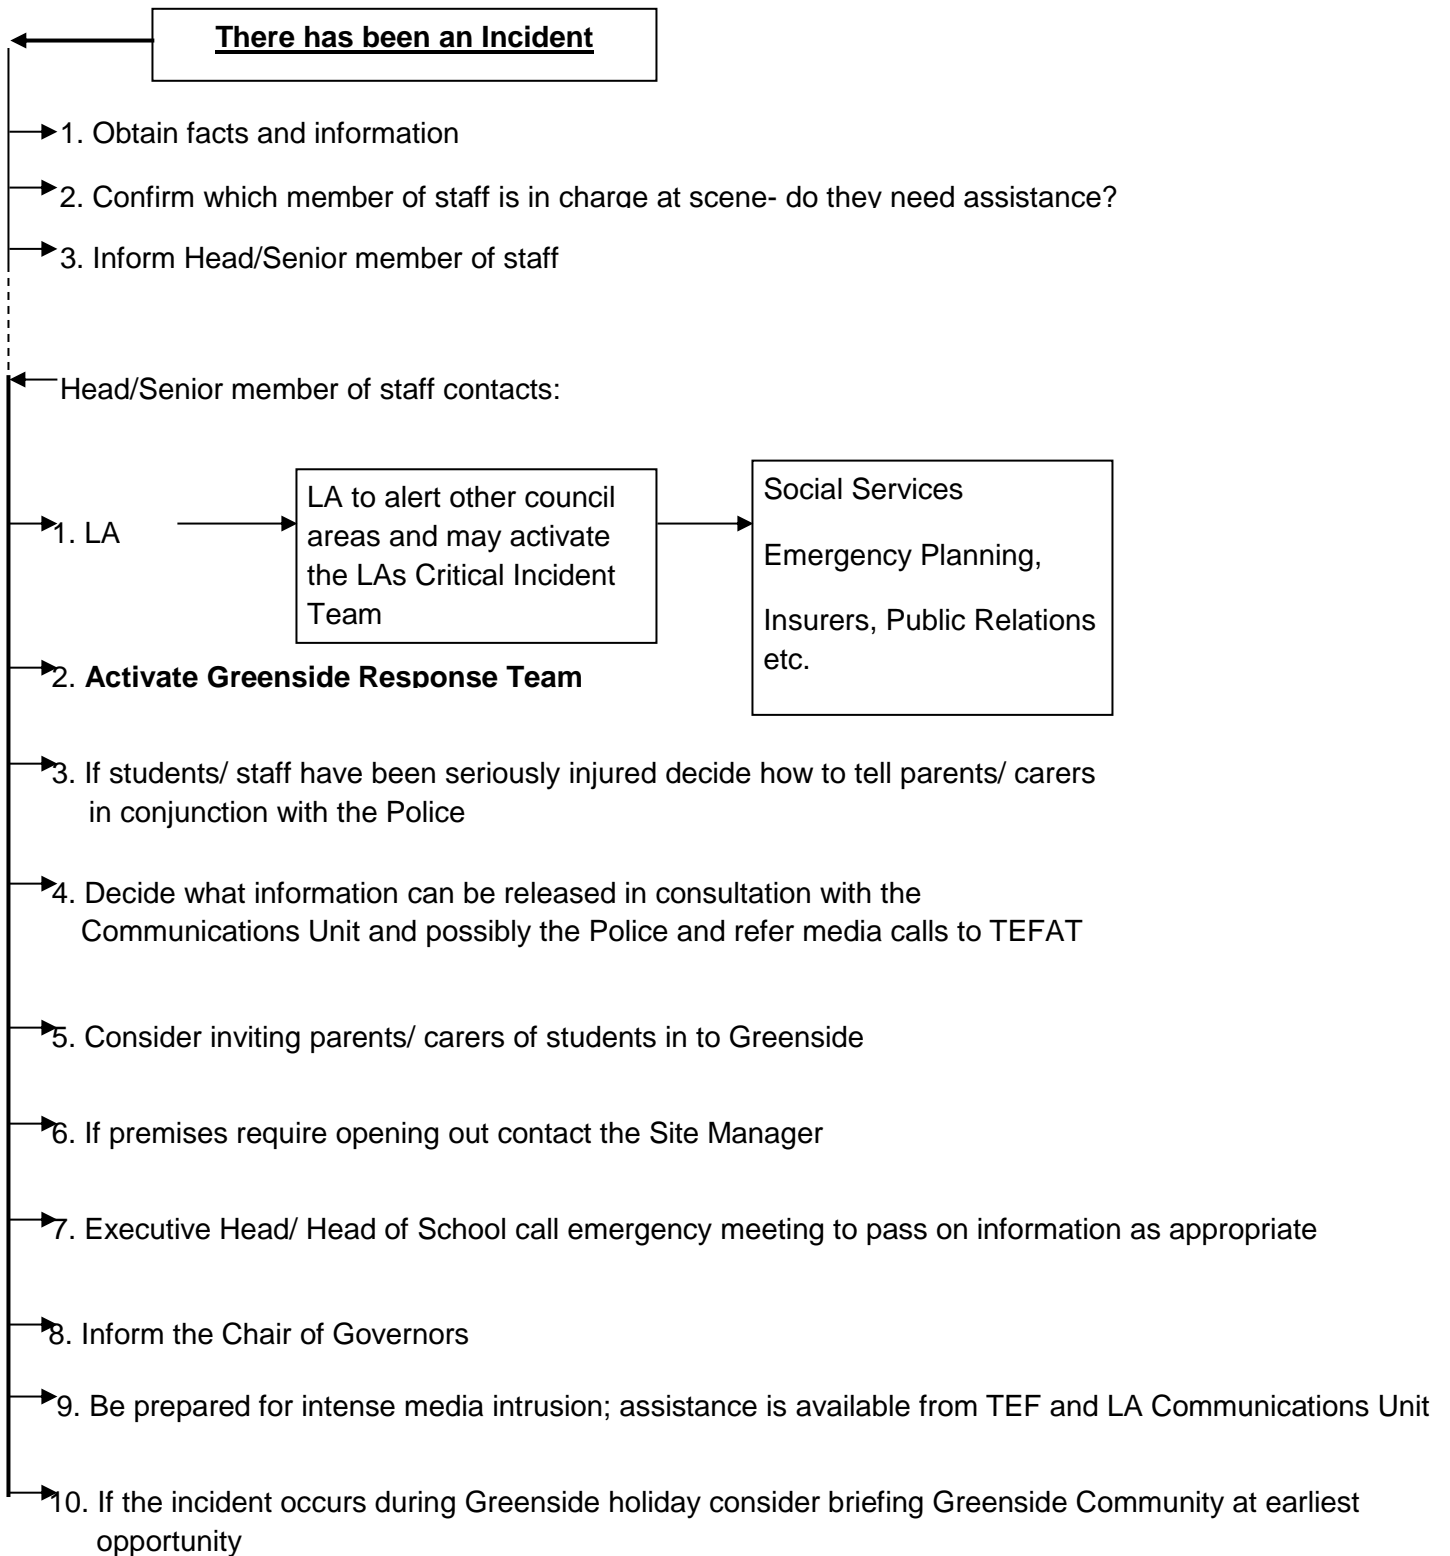 There has been an Incident
1. Obtain facts and information
2. Confirm which member of staff is in charge at scene- do they need assistance?
3. Inform Head/Senior member of staff
Head/Senior member of staff contacts:
1. LA
LA to alert other council
areas and may activate
the LAs Critical Incident
Team
Social Services
Emergency Planning,
Insurers, Public Relations
etc.
2. Activate Greenside Response Team
3. If students/ staff have been seriously injured decide how to tell parents/ carers
in conjunction with the Police
4. Decide what information can be released in consultation with the
Communications Unit and possibly the Police and refer media calls to TEFAT
5. Consider inviting parents/ carers of students in to Greenside
6. If premises require opening out contact the Site Manager
7. Executive Head/ Head of School call emergency meeting to pass on information as appropriate
8. Inform the Chair of Governors
9. Be prepared for intense media intrusion; assistance is available from TEF and LA Communications Unit
10. If the incident occurs during Greenside holiday consider briefing Greenside Community at earliest
opportunity